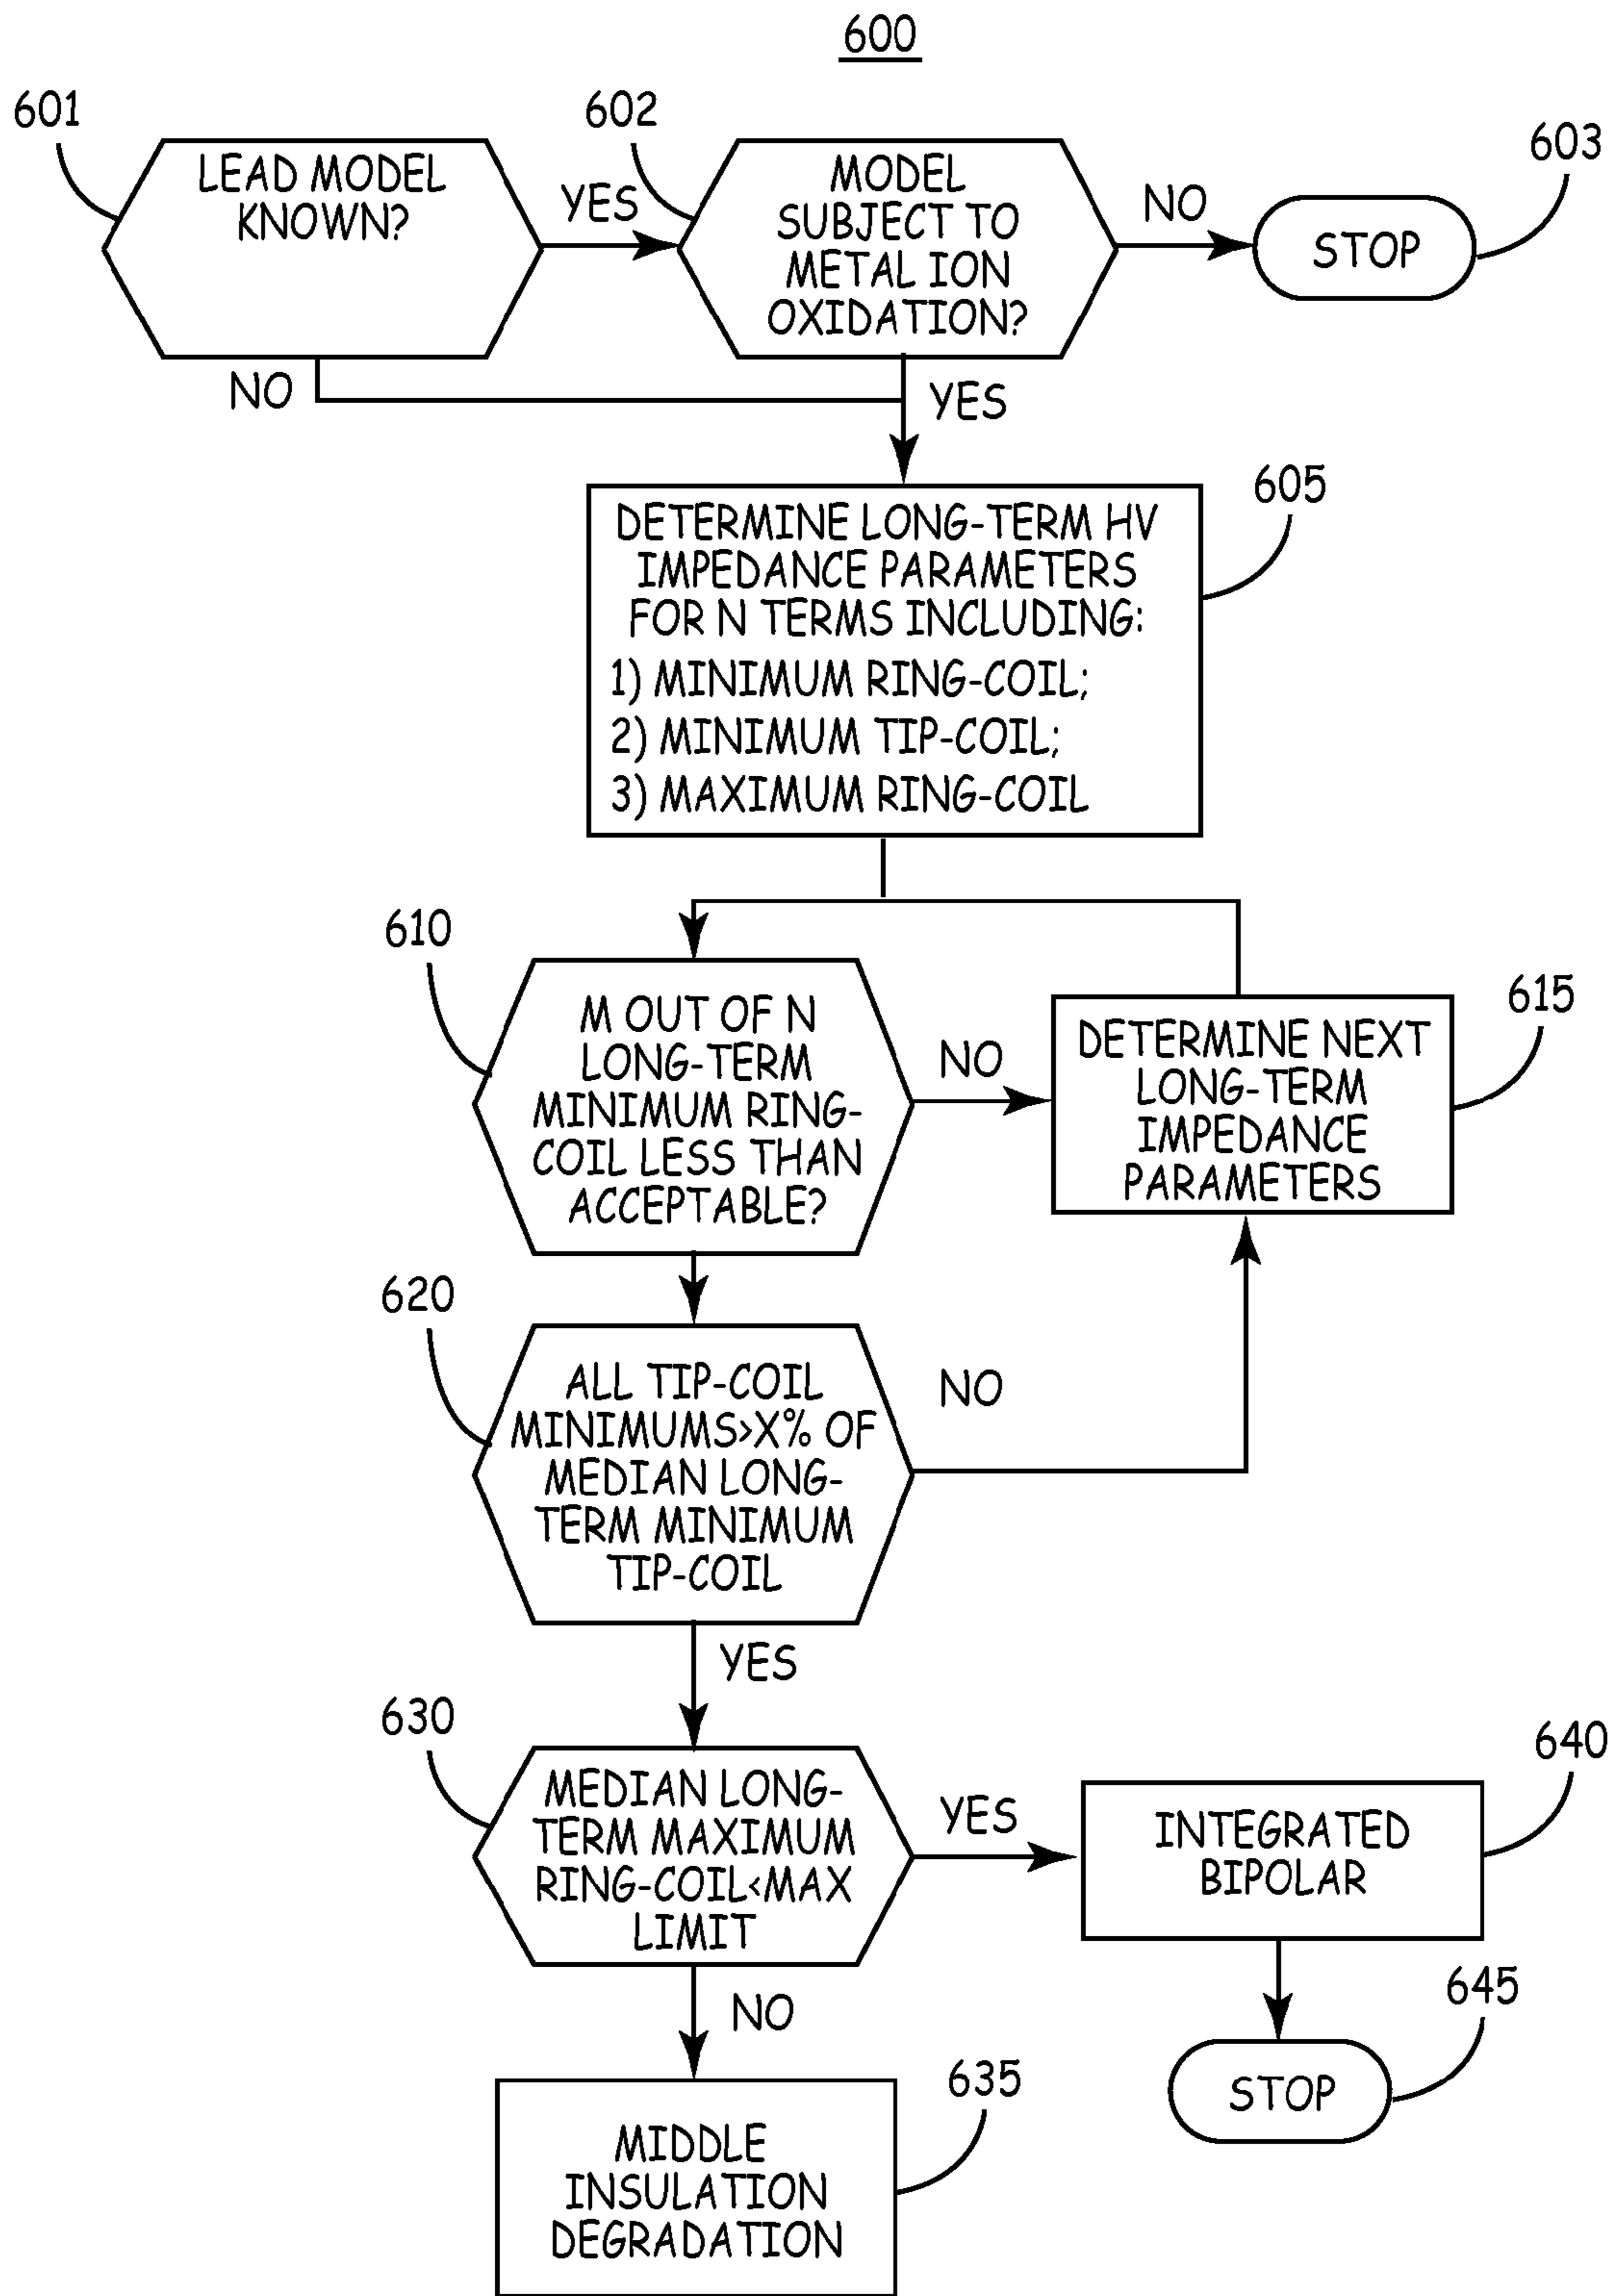 600
601
602
603
LEAD MODEL
KNOWN?
YES
MODEL
SUBJECT TO
METAL ION
OXIDATION?
NO
STOP
NO
YES
605
DETERMINE LONG-TERM HV
IMPEDANCE PARAMETERS
FOR N TERMS INCLUDING:
1) MINIMUM RING-COIL;
2) MINIMUM TIP-COIL;
3) MAXIMUM RING-COIL
610
M OUT OF N
LONG-TERM
MINIMUM RING-
COIL LESS THAN
ACCEPTABLE?
NO
615
DETERMINE NEXT
LONG-TERM
IMPEDANCE
PARAMETERS
620
ALL TIP-COIL
MINIMUMS>X% OF
MEDIAN LONG-
TERM MINIMUM
TIP-COIL
NO
YES
630
MEDIAN LONG-
TERM MAXIMUM
RING-COIL<MAX
LIMIT
YES
640
INTEGRATED
BIPOLAR
NO
645
STOP
635
MIDDLE
INSULATION
DEGRADATION